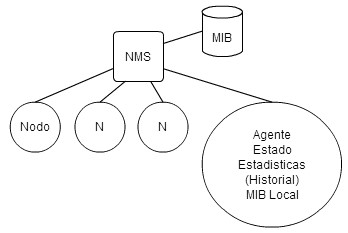 MIB
NMS
Nodo
N
N
Agente
Estado
Estadisticas
(Historial)
MIB Local